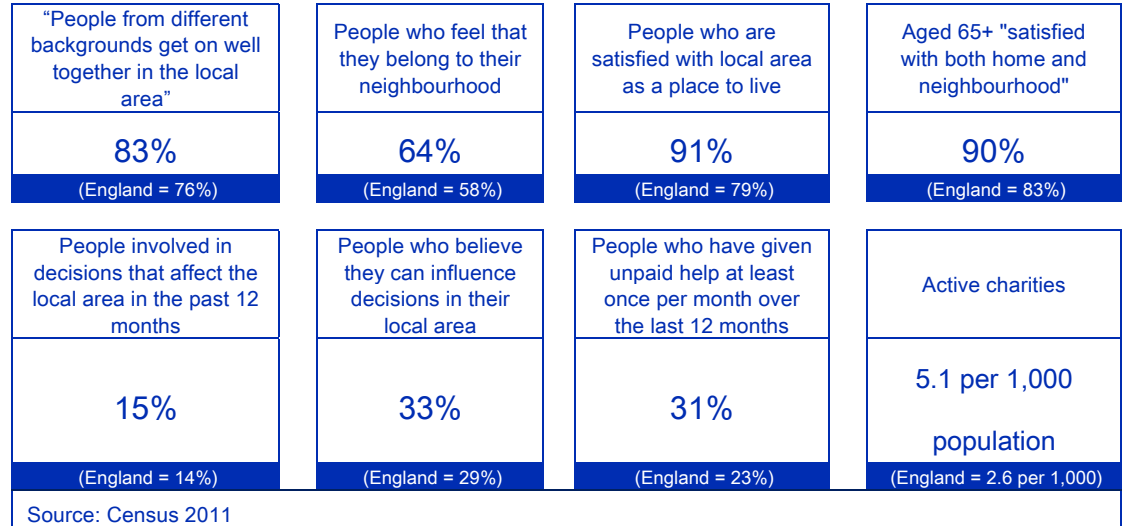 “People from different
backgrounds get on well
together in the local
area”
83%
(England = 76%)
People who feel that
they belong to their
neighbourhood
64%
(England = 58%)
People who are
satisfied with local area
as a place to live
91%
(England = 79%)
Aged 65+ "satisfied
with both home and
neighbourhood"
90%
(England = 83%)
People involved in
decisions that affect the
local area in the past 12
months
15%
(England = 14%)
People who believe
they can influence
decisions in their
local area
33%
(England = 29%)
People who have given
unpaid help at least
once per month over
the last 12 months
31%
(England = 23%)
Active charities
5.1 per 1,000
population
(England = 2.6 per 1,000)
Source: Census 2011